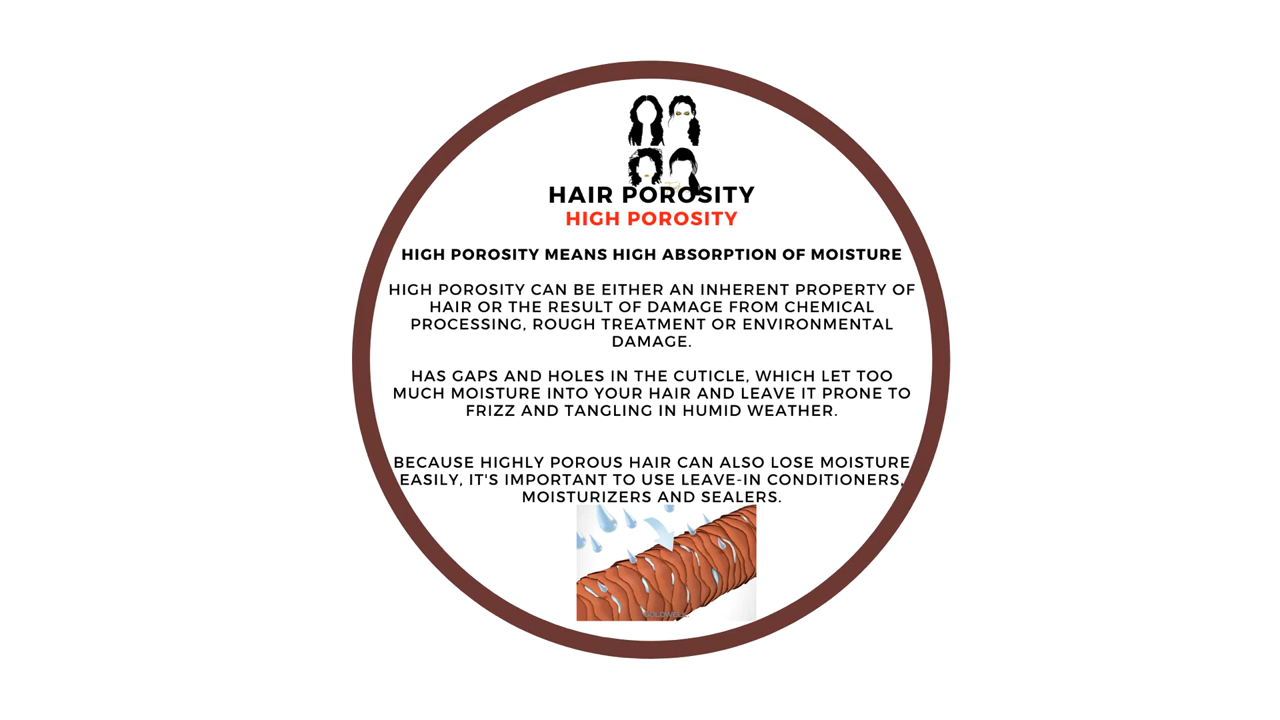 HAIR POROSITY
HIGH POROSITY
HIGH POROSITY MEANS HIGH ABSORPTION OF MOISTURE
HIGH POROSITY CAN BE EITHER AN INHERENT PROPERTY OF
HAIR OR THE RESULT OF DAMAGE FROM CHEMICAL
PROCESSING, ROUGH TREATMENT OR ENVIRONMENTAL
DAMAGE.
HAS GAPS AND HOLES IN THE CUTICLE, WHICH LET TOO
MUCH MOISTURE INTO YOUR HAIR AND LEAVE IT PRONE TO
FRIZZ AND TANGLING IN HUMID WEATHER.
BECAUSE HIGHLY POROUS HAIR CAN ALSO LOSE MOISTURE
EASILY, IT'S IMPORTANT TO USE LEAVE-IN CONDITIONERS,
MOISTURIZERS AND SEALERS.
GOLDWELL